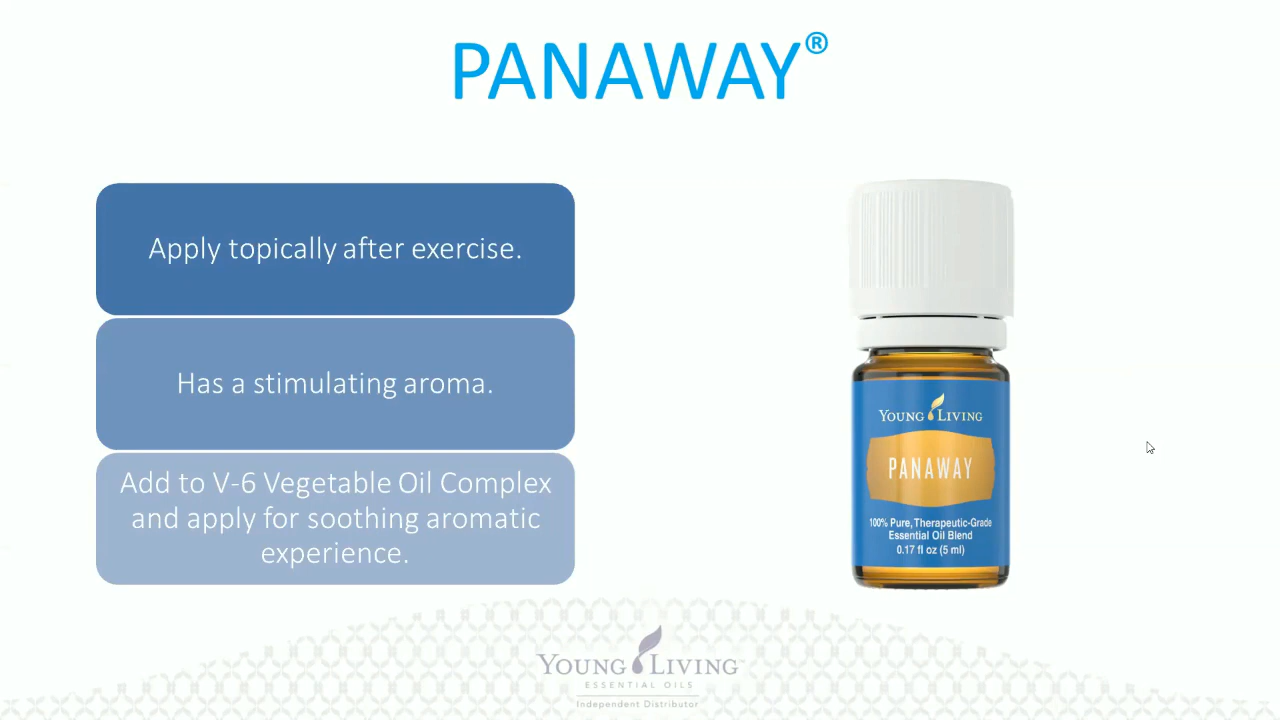 PANAWAY®
Apply topically after exercise.
Has a stimulating aroma.
Add to V-6 Vegetable Oil Complex
and apply for soothing aromatic
experience.
YOUNG LIVING
PANAWAY
100% Pure, Therapeutic-Grade
Essential Oil Blend
0.17 fl oz (5 ml)
YOUNG LIVING
ESSENTIAL OILS
Independent Distributor